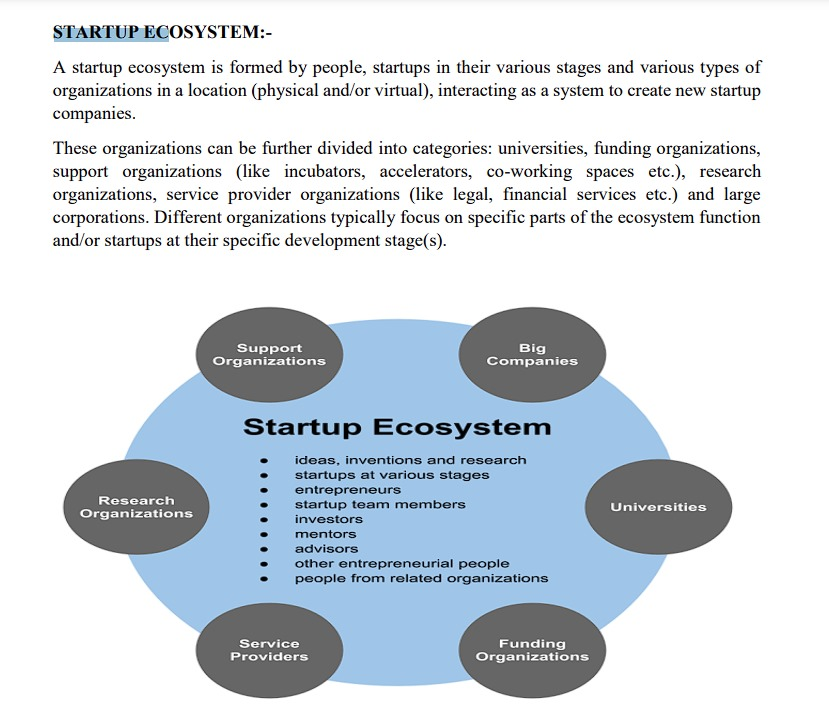 STARTUP ECOSYSTEM:-
A startup ecosystem is formed by people, startups in their various stages and various types of
organizations in a location (physical and/or virtual), interacting as a system to create new startup
companies.
These organizations can be further divided into categories: universities, funding organizations,
support organizations (like incubators, accelerators, co-working spaces etc.), research
organizations, service provider organizations (like legal, financial services etc.) and large
corporations. Different organizations typically focus on specific parts of the ecosystem function
and/or startups at their specific development stage(s).
Support
Organizations
Big
Companies
Startup Ecosystem
• ideas, inventions and research
• startups at various stages
• entrepreneurs
• startup team members
• investors
• mentors
• advisors
• other entrepreneurial people
• people from related organizations
Research
Organizations
Universities
Service
Providers
Funding
Organizations